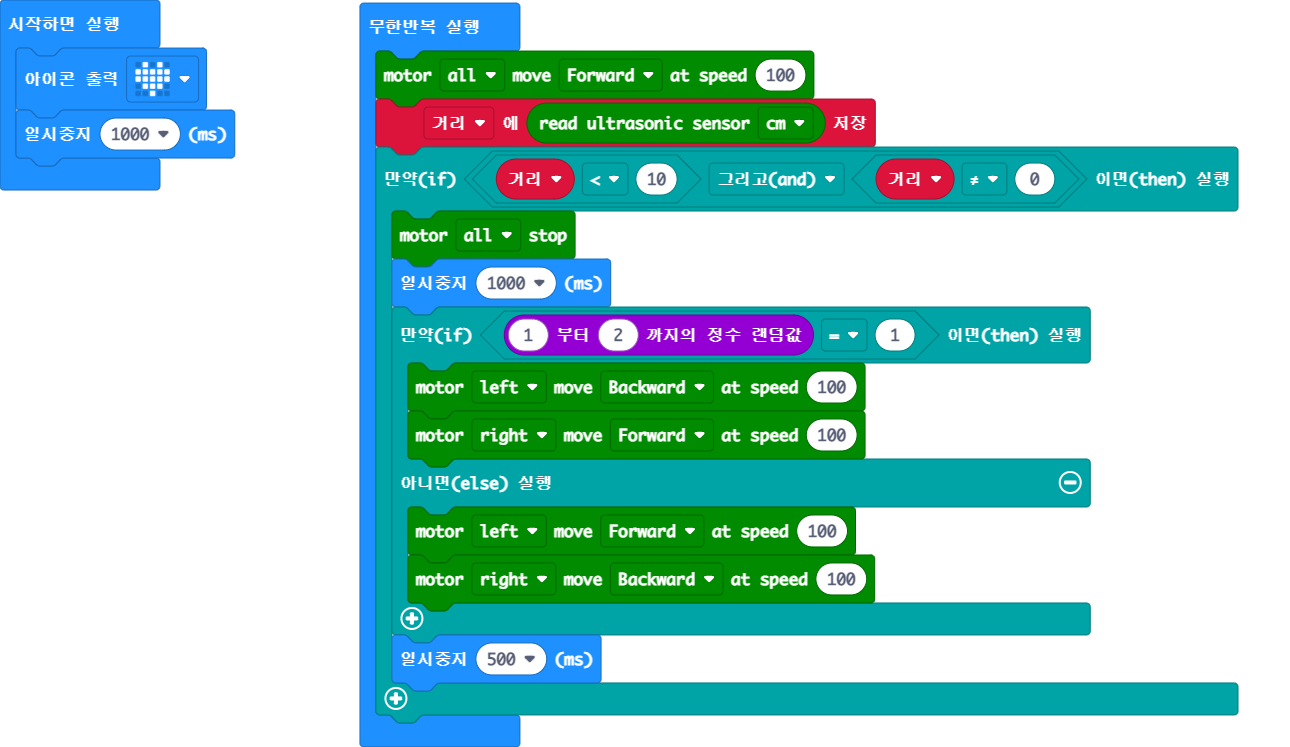 시작하면 실행
아이콘 출력
일시중지 1000 (ms)
무한반복 실행
motor all move Forward at speed 100
거리 에 read ultrasonic sensor cm 저장
만약(if) 거리 < 10 그리고(and) 거리 ≠ 0 이면(then) 실행
motor all stop
일시중지 1000 (ms)
만약(if) 1 부터 2 까지의 정수 랜덤값 = 1 이면(then) 실행
motor left move Backward at speed 100
motor right move Forward at speed 100
아니면(else) 실행
motor left move Forward at speed 100
motor right move Backward at speed 100
일시중지 500 (ms)